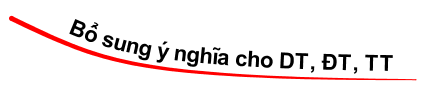 Bổ sung ý nghĩa cho DT, ĐT, TT